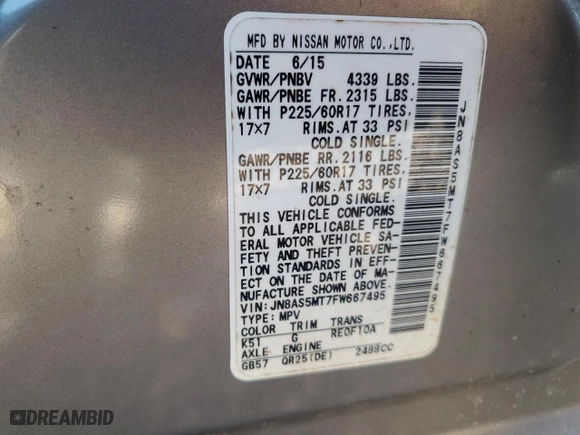 MFD BY NISSAN MOTOR CO.,LTD.
DATE 6/15
GVWR/PNBV 4339 LBS.
GAWR/PNBE FR. 2315 LBS.
WITH P225/60R17 TIRES,
17X7 RIMS.AT 33 PSI
COLD SINGLE.
GAWR/PNBE RR. 2116 LBS.
WITH P225/60R17 TIRES,
17X7 RIMS.AT 33 PSI
COLD SINGLE.
THIS VEHICLE CONFORMS
TO ALL APPLICABLE FED-
ERAL MOTOR VEHICLE SA-
FETY AND THEFT PREVEN-
TION STANDARDS IN EFF-
ECT ON THE DATE OF MA-
NUFACTURE SHOWN ABOVE.
VIN: JN8AS5MT7FW667495
TYPE: MPV
COLOR TRIM TRANS
K51 G RE0F10A
AXLE ENGINE
GB57 QR25(DE) 2488CC
JN8AS5MT7FW667495
DREAMBID